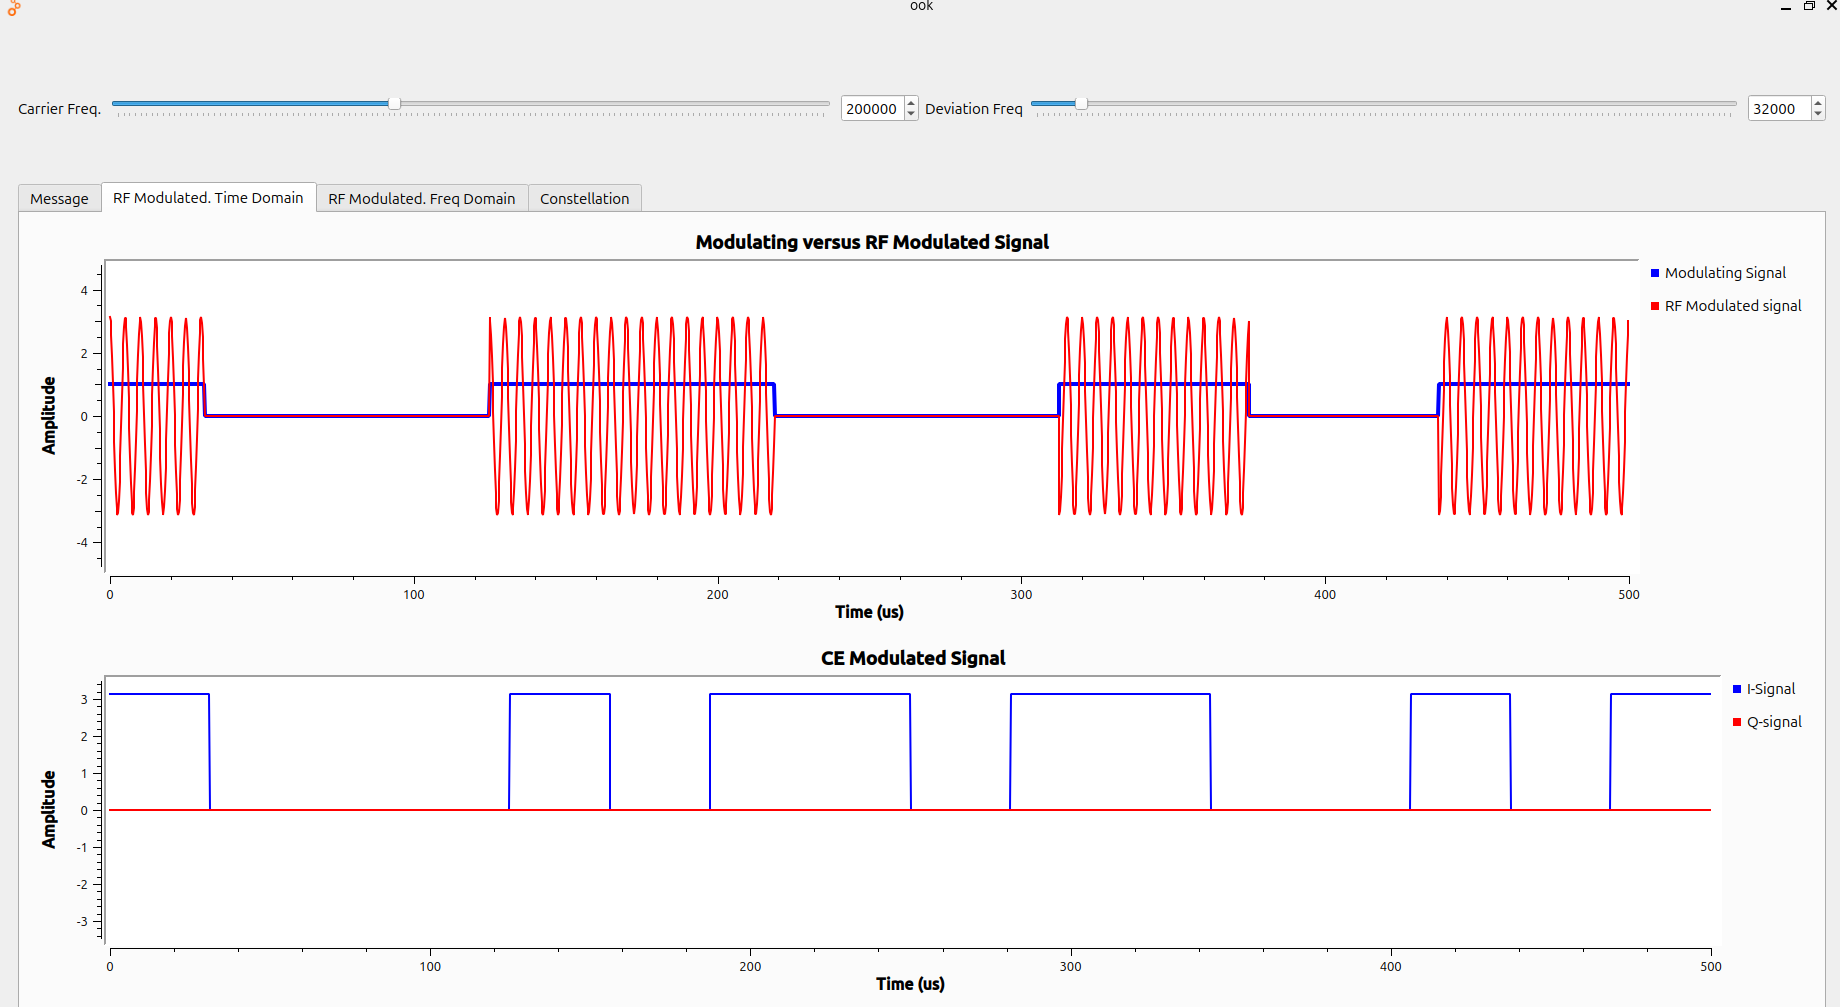 ook
Carrier Freq.
200000
Deviation Freq
32000
Message
RF Modulated. Time Domain
RF Modulated. Freq Domain
Constellation
Modulating versus RF Modulated Signal
Modulating Signal
RF Modulated signal
Amplitude
4
2
0
-2
-4
0 100 200 300 400 500
Time (us)
CE Modulated Signal
I-Signal
Q-signal
Amplitude
3
2
1
0
-1
-2
-3
0 100 200 300 400 500
Time (us)